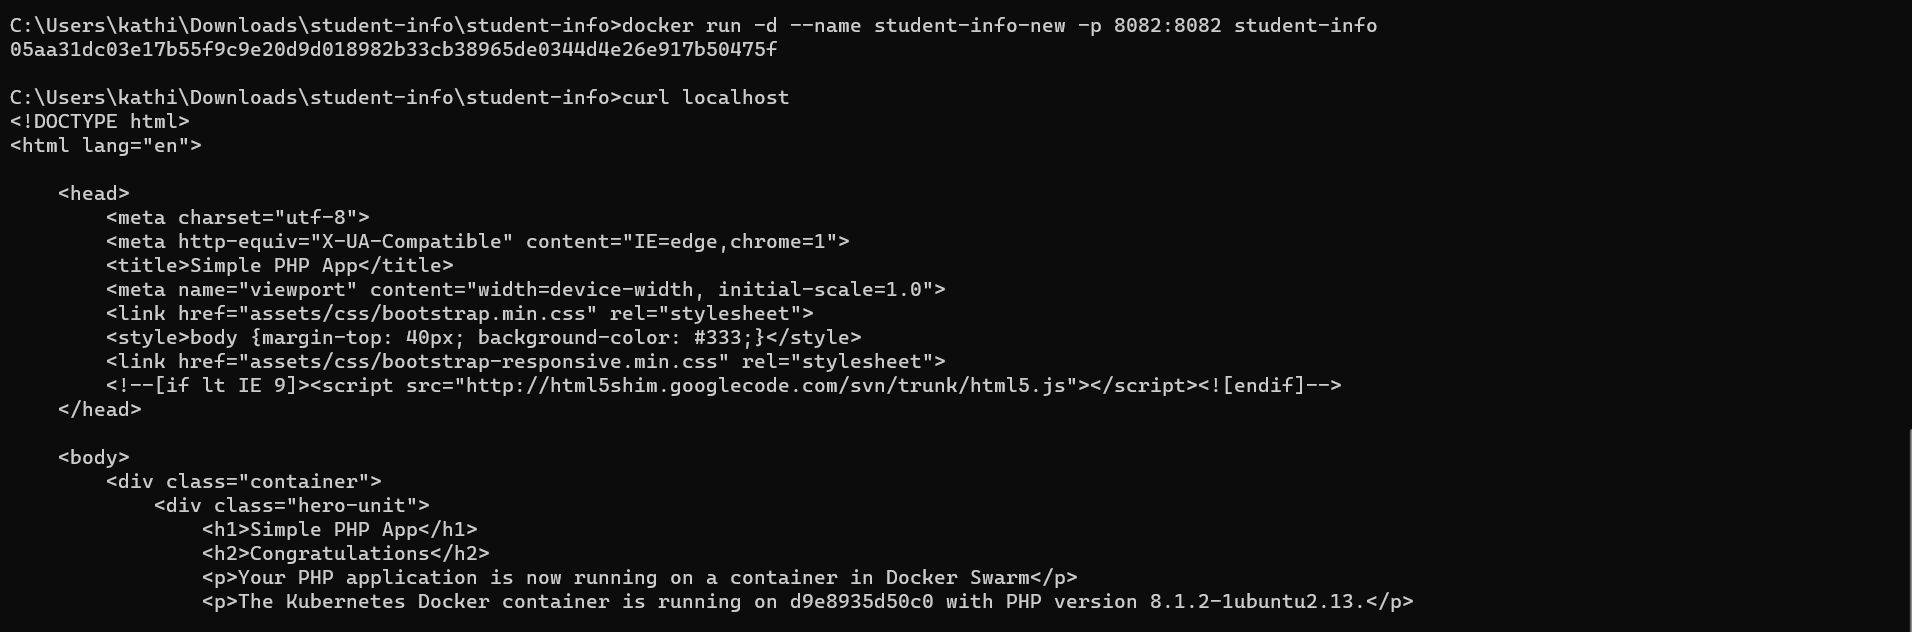 C:\Users\kathi\Downloads\student-info\student-info>docker run -d --name student-info-new -p 8082:8082 student-info
05aa31dc03e17b55f9c9e20d9d018982b33cb38965de0344d4e26e917b50475f
C:\Users\kathi\Downloads\student-info\student-info>curl localhost
<!DOCTYPE html>
<html lang="en">
<head>
<meta charset="utf-8">
<meta http-equiv="X-UA-Compatible" content="IE=edge,chrome=1">
<title>Simple PHP App</title>
<meta name="viewport" content="width=device-width, initial-scale=1.0">
<link href="assets/css/bootstrap.min.css" rel="stylesheet">
<style>body {margin-top: 40px; background-color: #333;}</style>
<link href="assets/css/bootstrap-responsive.min.css" rel="stylesheet">
<!--[if lt IE 9]><script src="http://html5shim.googlecode.com/svn/trunk/html5.js"></script><![endif]-->
</head>
<body>
<div class="container">
<div class="hero-unit">
<h1>Simple PHP App</h1>
<h2>Congratulations</h2>
<p>Your PHP application is now running on a container in Docker Swarm</p>
<p>The Kubernetes Docker container is running on d9e8935d50c0 with PHP version 8.1.2-1ubuntu2.13.</p>